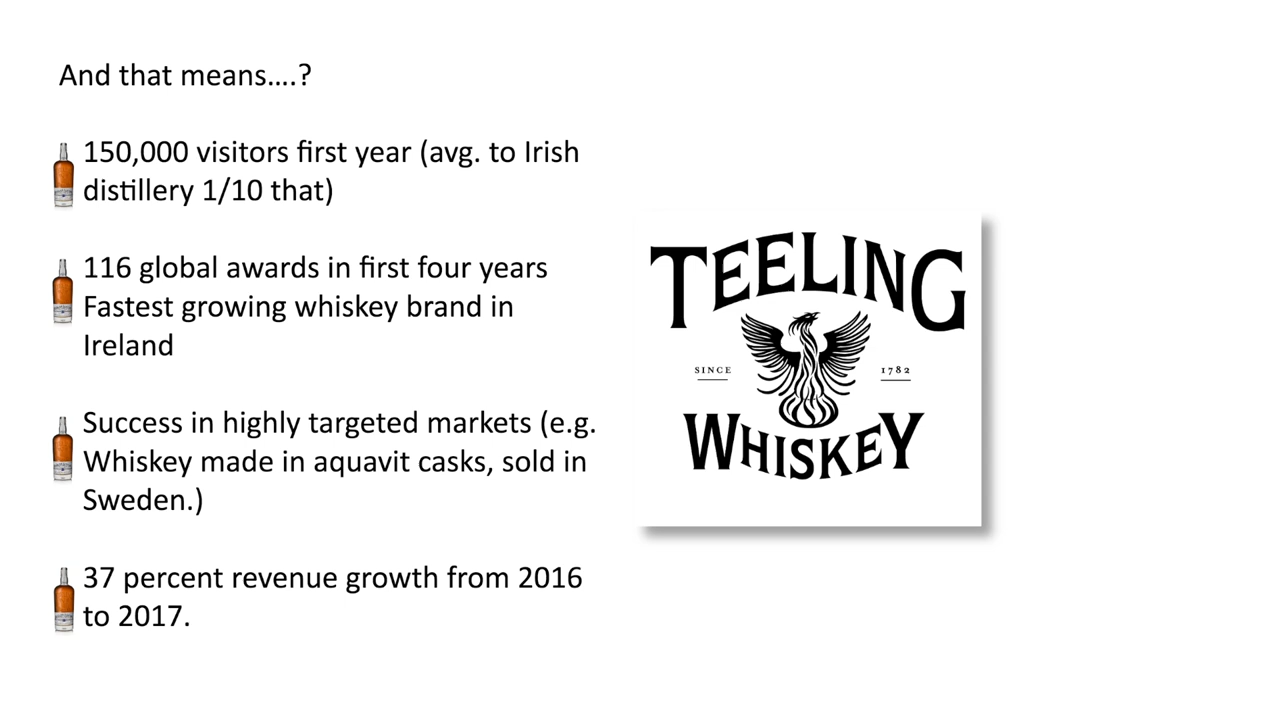 And that means....?
150,000 visitors first year (avg. to Irish
distillery 1/10 that)
116 global awards in first four years
Fastest growing whiskey brand in
Ireland
Success in highly targeted markets (e.g.
Whiskey made in aquavit casks, sold in
Sweden.)
37 percent revenue growth from 2016
to 2017.
TEELING
SINCE 1782
WHISKEY